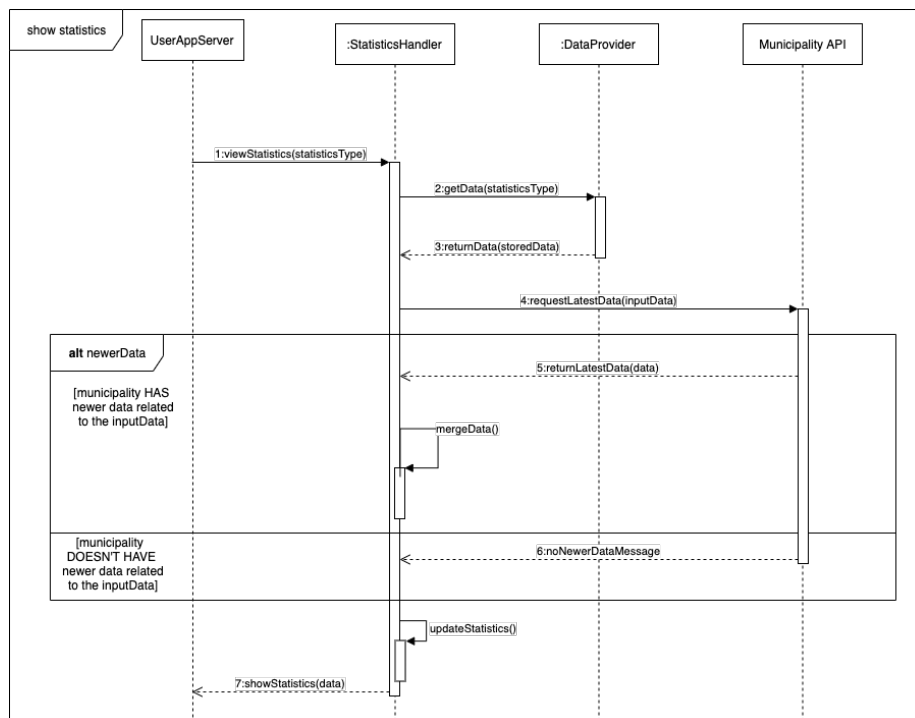 show statistics
UserAppServer
:StatisticsHandler
:DataProvider
Municipality API
1:viewStatistics(statisticsType)
2:getData(statisticsType)
3:returnData(storedData)
4:requestLatestData(inputData)
alt newerData
5:returnLatestData(data)
[municipality HAS
newer data related
to the inputData]
mergeData()
[municipality
DOESN'T HAVE
newer data related
to the inputData]
6:noNewerDataMessage
updateStatistics()
7:showStatistics(data)